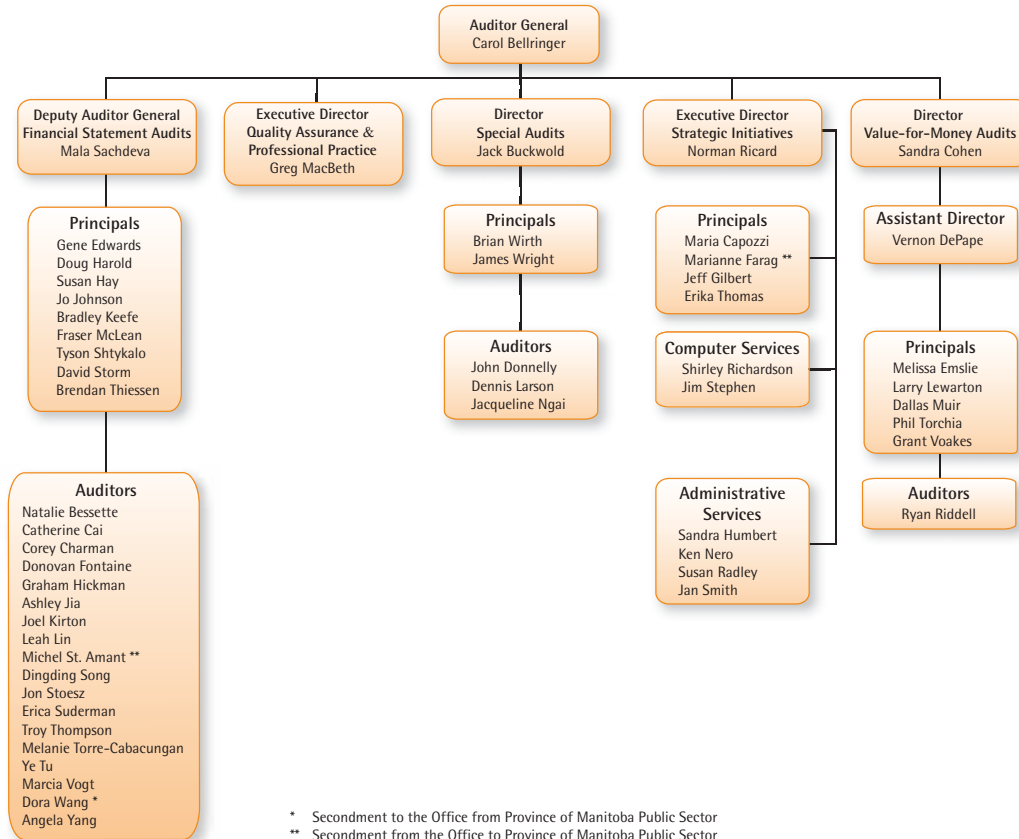 Auditor General
Carol Bellringer
Deputy Auditor General
Financial Statement Audits
Mala Sachdeva
Executive Director
Quality Assurance &
Professional Practice
Greg MacBeth
Director
Special Audits
Jack Buckwold
Executive Director
Strategic Initiatives
Norman Ricard
Director
Value-for-Money Audits
Sandra Cohen
Principals
Gene Edwards
Doug Harold
Susan Hay
Jo Johnson
Bradley Keefe
Fraser McLean
Tyson Shtykalo
David Storm
Brendan Thiessen
Principals
Brian Wirth
James Wright
Principals
Maria Capozzi
Marianne Farag **
Jeff Gilbert
Erika Thomas
Assistant Director
Vernon DePape
Auditors
John Donnelly
Dennis Larson
Jacqueline Ngai
Computer Services
Shirley Richardson
Jim Stephen
Principals
Melissa Emslie
Larry Lewarton
Dallas Muir
Phil Torchia
Grant Voakes
Auditors
Natalie Bessette
Catherine Cai
Corey Charman
Donovan Fontaine
Graham Hickman
Ashley Jia
Joel Kirton
Leah Lin
Michel St. Amant **
Dingding Song
Jon Stoesz
Erica Suderman
Troy Thompson
Melanie Torre-Cabacungan
Ye Tu
Marcia Vogt
Dora Wang *
Angela Yang
Administrative
Services
Sandra Humbert
Ken Nero
Susan Radley
Jan Smith
Auditors
Ryan Riddell
* Secondment to the Office from Province of Manitoba Public Sector
** Secondment from the Office to Province of Manitoba Public Sector